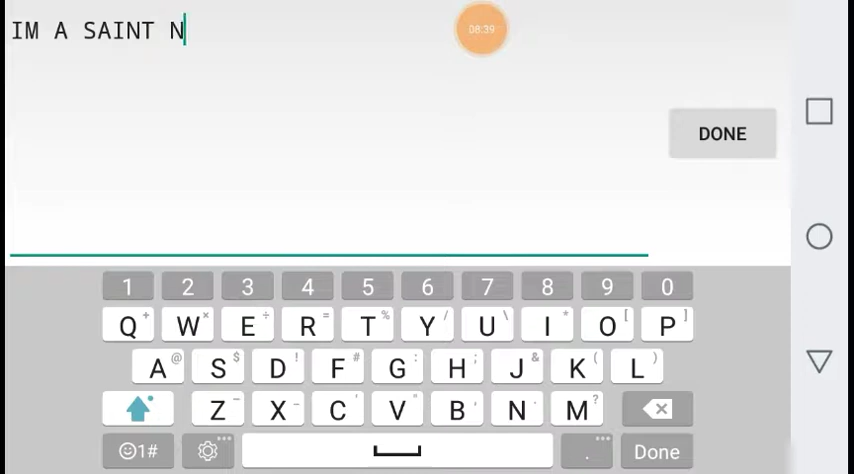 IM A SAINT N
08:39
DONE
1 2 3 4 5 6 7 8 9 0
Q + W × E ÷ R = T % Y / U \ I * O [ P ]
A @ S $ D ! F # G : H ; J & K ( L )
Z _ X - C ' V " B , N . M ?
☺1# ... . ... Done